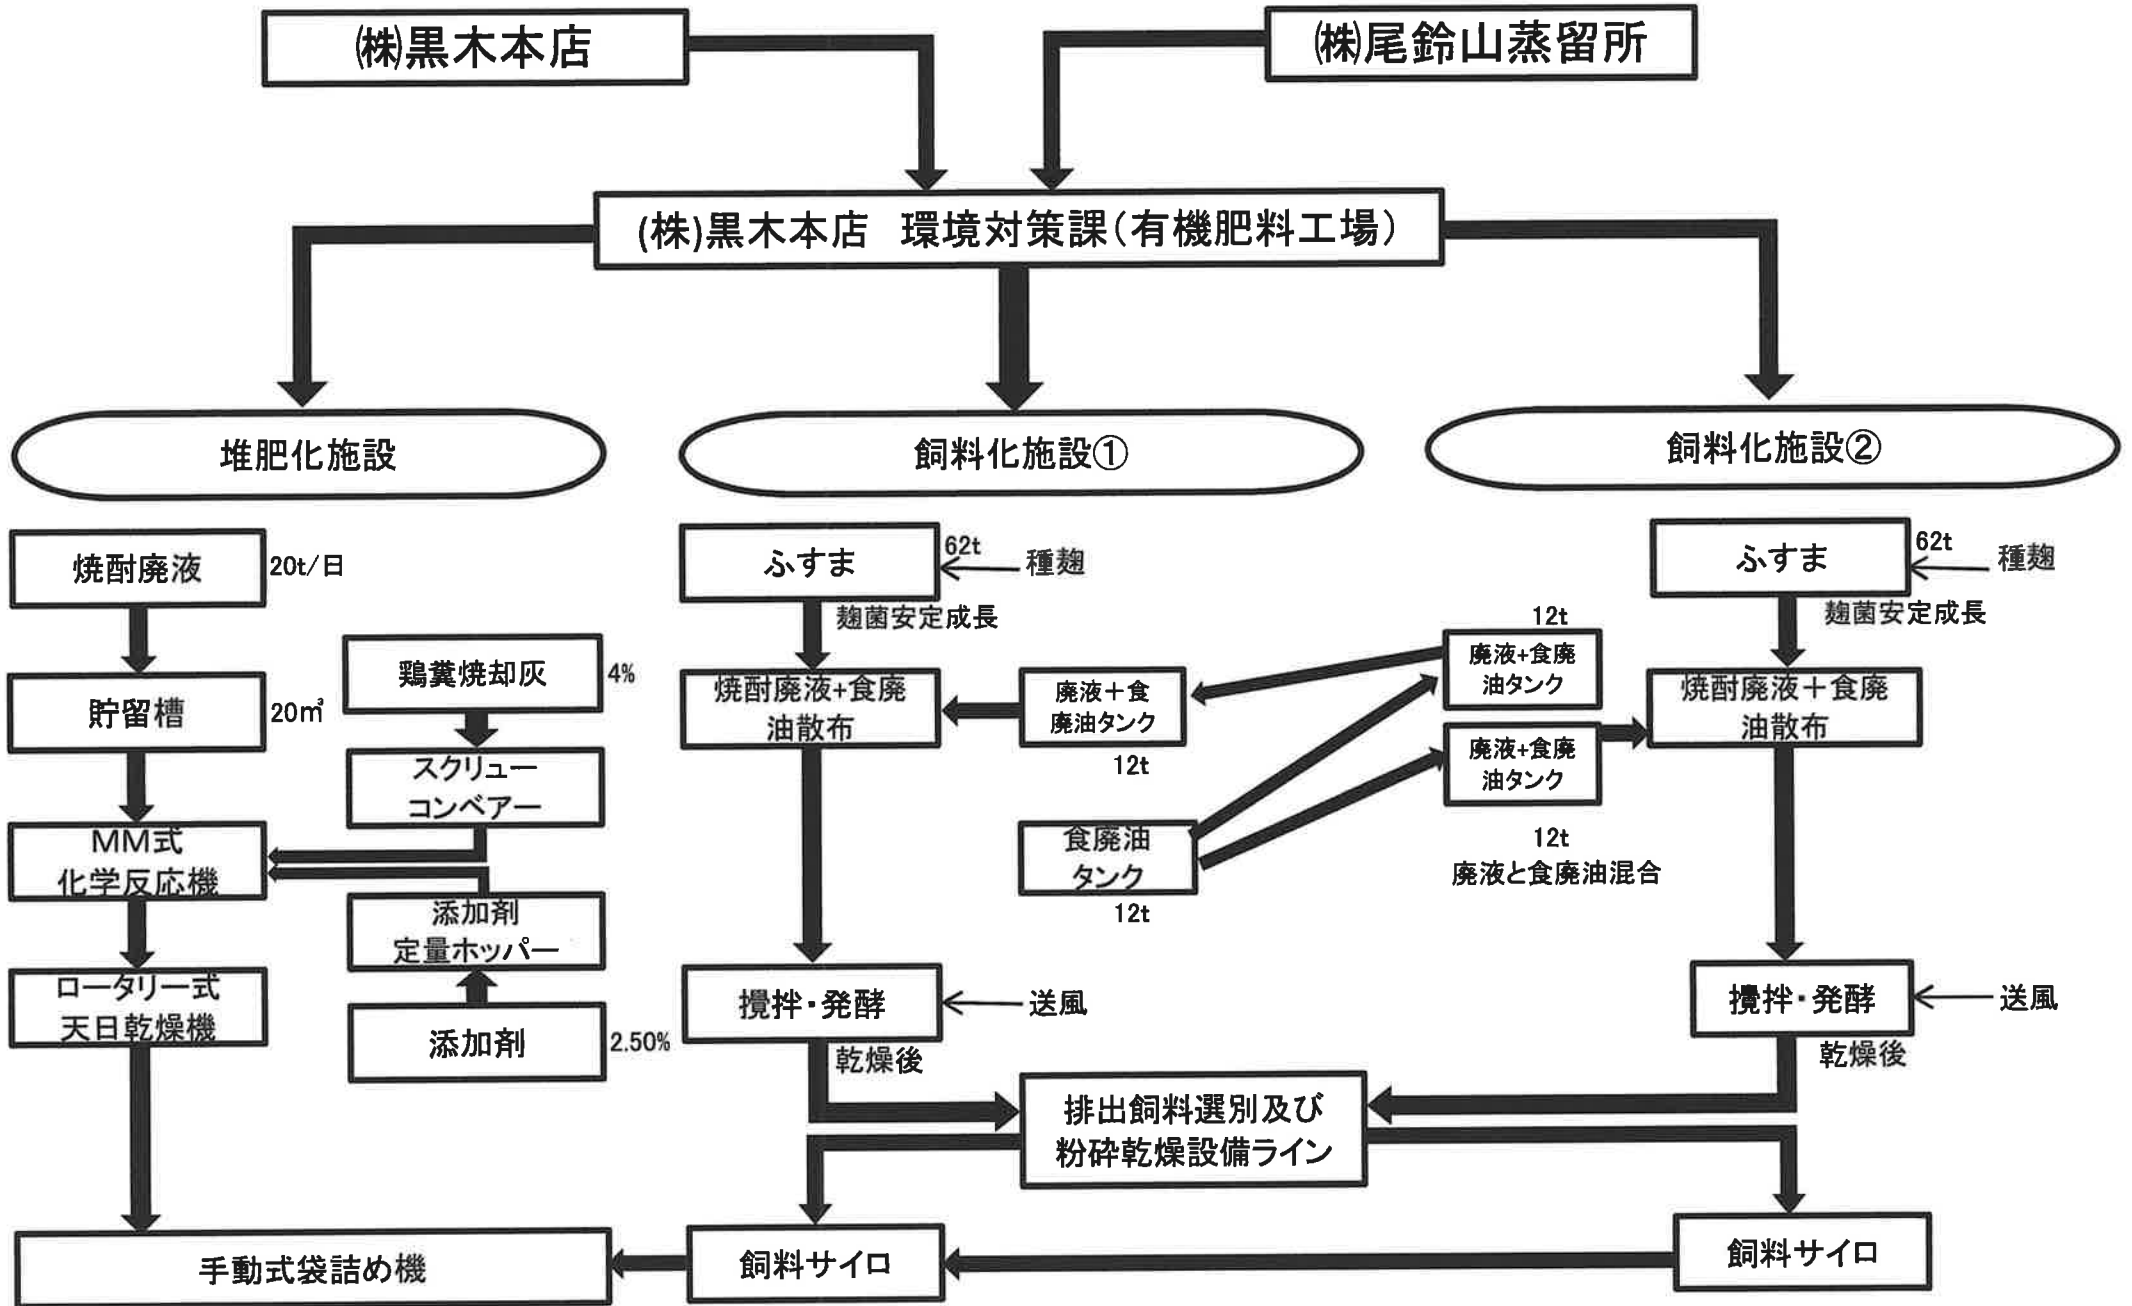 ㈱黒木本店
㈱尾鈴山蒸留所
(株)黒木本店　環境対策課(有機肥料工場)
堆肥化施設
飼料化施設①
飼料化施設②
焼酎廃液
20t/日
貯留槽
20㎥
MM式
化学反応機
ロータリー式
天日乾燥機
鶏糞焼却灰
4%
スクリュー
コンベアー
添加剤
定量ホッパー
添加剤
2.50%
手動式袋詰め機
ふすま
62t
種麹
麹菌安定成長
焼酎廃液+食廃
油散布
廃液＋食
廃油タンク
12t
食廃油
タンク
12t
攪拌・発酵
送風
乾燥後
12t
廃液+食廃
油タンク
廃液+食廃
油タンク
12t
廃液と食廃油混合
ふすま
62t
種麹
麹菌安定成長
焼酎廃液＋食廃
油散布
攪拌・発酵
送風
乾燥後
排出飼料選別及び
粉砕乾燥設備ライン
飼料サイロ
飼料サイロ